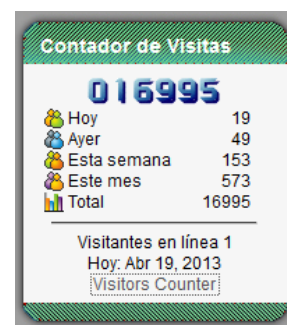 Contador de Visitas
016995
Hoy 19
Ayer 49
Esta semana 153
Este mes 573
Total 16995
Visitantes en línea 1
Hoy: Abr 19, 2013
Visitors Counter